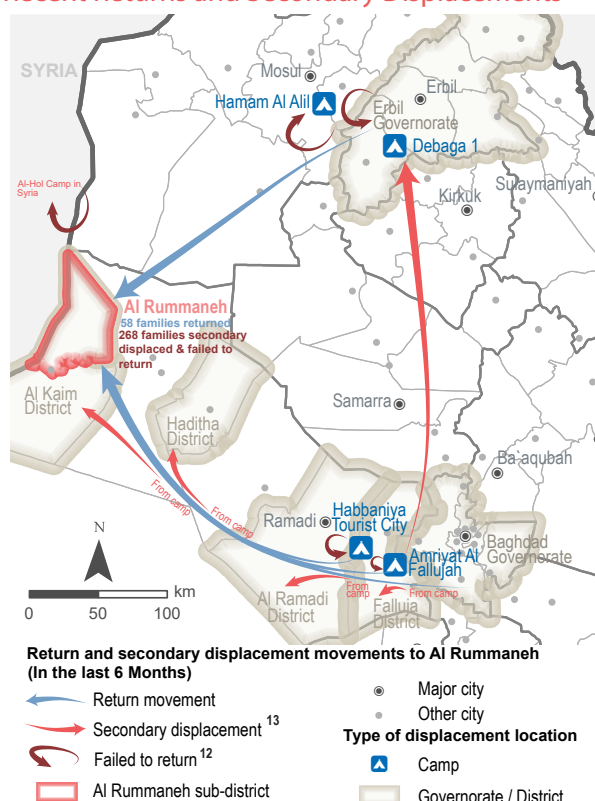 Recent Returns and Secondary Displacements
SYRIA
Mosul
Hamam Al Alil
Erbil
Erbil
Governorate
Debaga 1
Al-Hol Camp in
Syria
Kirkuk
Sulaymaniyah
Al Rummaneh
58 families returned
268 families secondary
displaced & failed to
return
Al Kaim
District
Haditha
District
Samarra
Ba'aqubah
From camp
From camp
Ramadi
Habbaniya
Tourist City
Amriyat Al
Fallujah
Baghdad
Governorate
From
camp
From camp
Al Ramadi
District
Falluja
District
N
km
0 50 100
Return and secondary displacement movements to Al Rummaneh
(In the last 6 Months)
Return movement
Secondary displacement 13
Failed to return 12
Al Rummaneh sub-district
Major city
Other city
Type of displacement location
Camp
Governorate / District